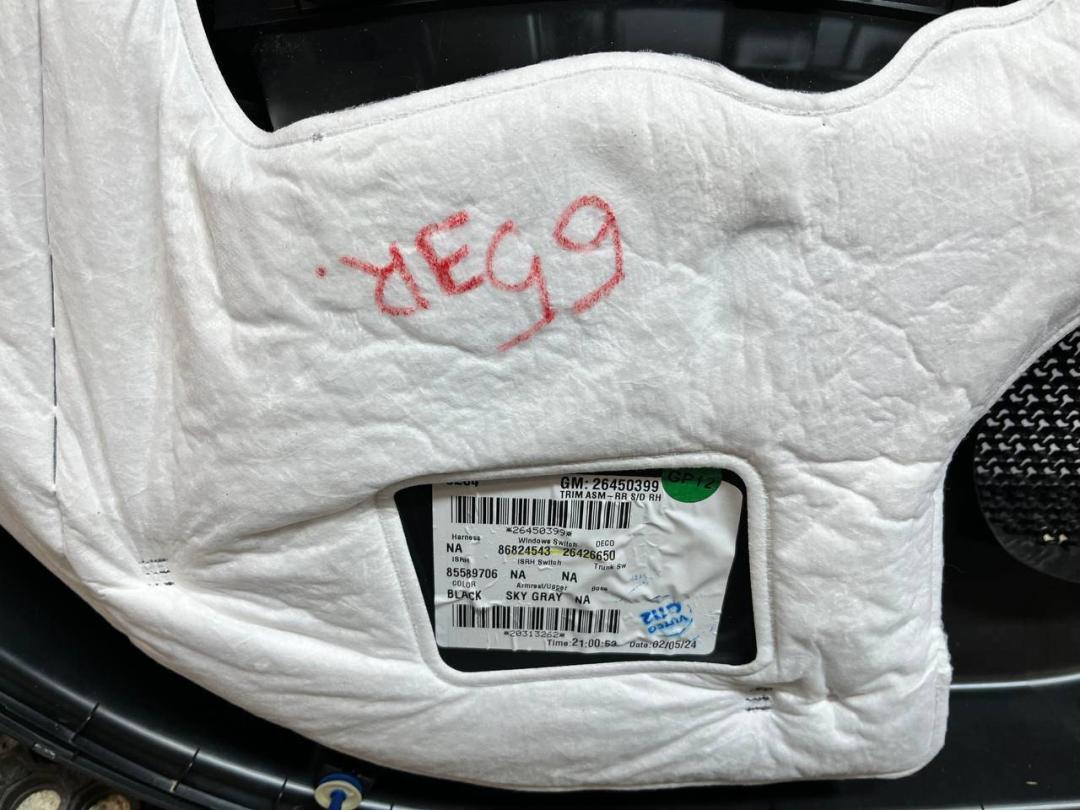 GM: 26450399
GP12
TRIM ASM-RR S/D RH
*26450399*
Harness Windows Switch DECO
NA 86824543 26426650
ISRH ISRH Switch Trunk Sw
85589706 NA NA
COLOR Armrest/Upper Bose
BLACK SKY GRAY NA
VUTEQ
*20313262*
Time:21:00:53 Date:02/05/24